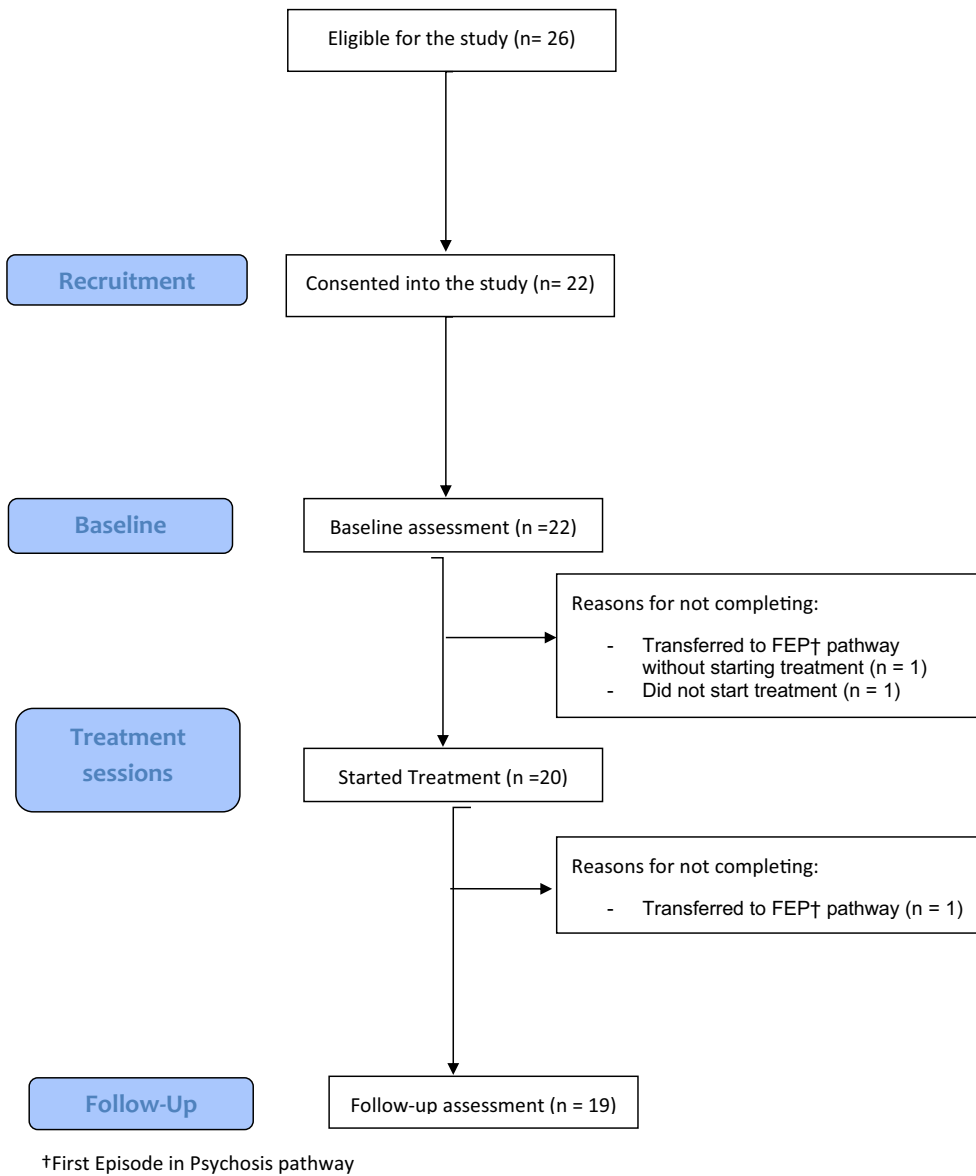 Eligible for the study (n= 26)
Recruitment
Consented into the study (n= 22)
Baseline
Baseline assessment (n =22)
Reasons for not completing:
- Transferred to FEP† pathway
without starting treatment (n = 1)
- Did not start treatment (n = 1)
Treatment
sessions
Started Treatment (n =20)
Reasons for not completing:
- Transferred to FEP† pathway (n = 1)
Follow-Up
Follow-up assessment (n = 19)
†First Episode in Psychosis pathway